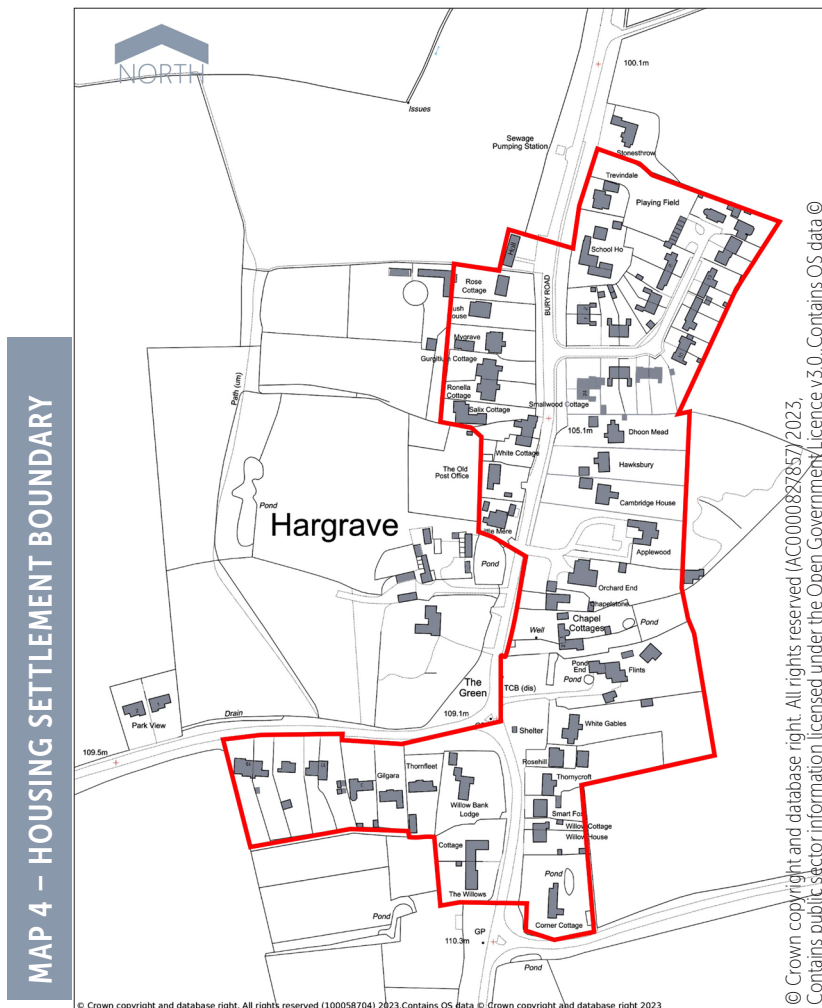 MAP 4 – HOUSING SETTLEMENT BOUNDARY
NORTH
100.1m
Issues
Sewage
Pumping Station
Stonesthrow
Trevindale
Playing Field
Hall
School Ho
Rose
Cottage
BURY ROAD
Mygrave
Cottage
Ronella
Cottage
Salix Cottage
Smallwood Cottage
Path (um)
105.1m
Dhoon Mead
White Cottage
The Old
Post Office
Hawksbury
Cambridge House
Pond
Hargrave
Applewood
Pond
Orchard End
Chapelstone
Chapel
Cottages
Pond
Well
Pond
End
Pond
Flints
The
Green
TCB (dis)
Park View
Drain
109.1m
White Gables
Shelter
109.5m
Rosehill
Gilgara
Thornfleet
Thornycroft
Willow Bank
Lodge
Smart Fox
Willow Cottage
Willow House
Cottage
The Willows
Pond
Pond
Corner Cottage
GP
110.3m
Pond
© Crown copyright and database right. All rights reserved (100058704) 2023.Contains OS data © Crown copyright and database right 2023
© Crown copyright and database right. All rights reserved (AC0000827857) 2023,
Contains public sector information licensed under the Open Government Licence v3.0..Contains OS data ©